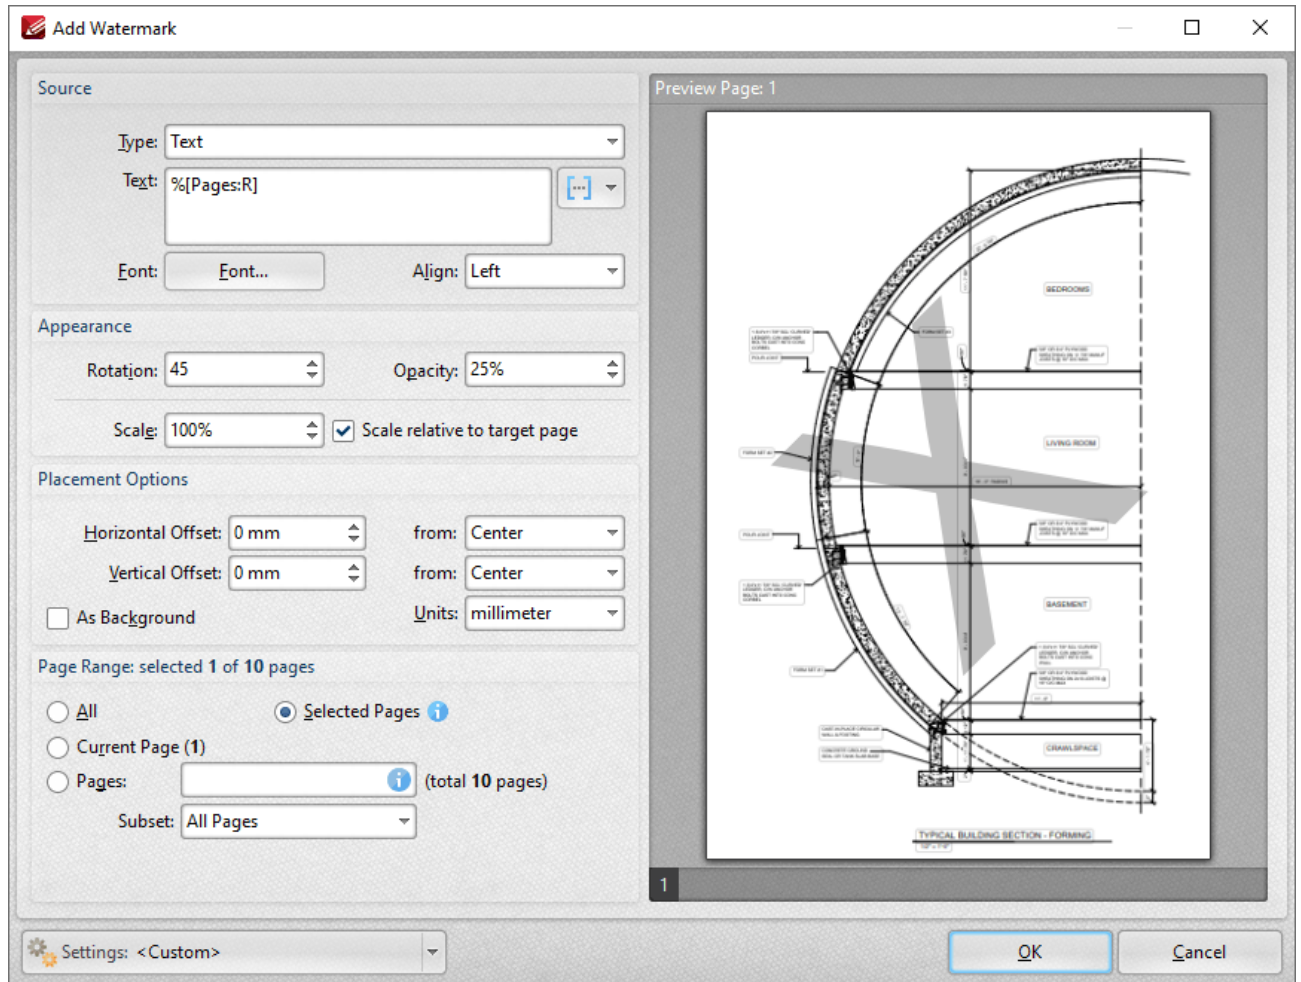 Add Watermark
Source
Type: Text
Text: %[Pages:R]
Font: Font... Align: Left
Appearance
Rotation: 45 Opacity: 25%
Scale: 100% Scale relative to target page
Placement Options
Horizontal Offset: 0 mm from: Center
Vertical Offset: 0 mm from: Center
As Background Units: millimeter
Page Range: selected 1 of 10 pages
All Selected Pages
Current Page (1)
Pages: (total 10 pages)
Subset: All Pages
Settings: <Custom>
Preview Page: 1
X
BEDROOMS
LIVING ROOM
BASEMENT
CRAWLSPACE
TYPICAL BUILDING SECTION - FORMING
1
OK Cancel